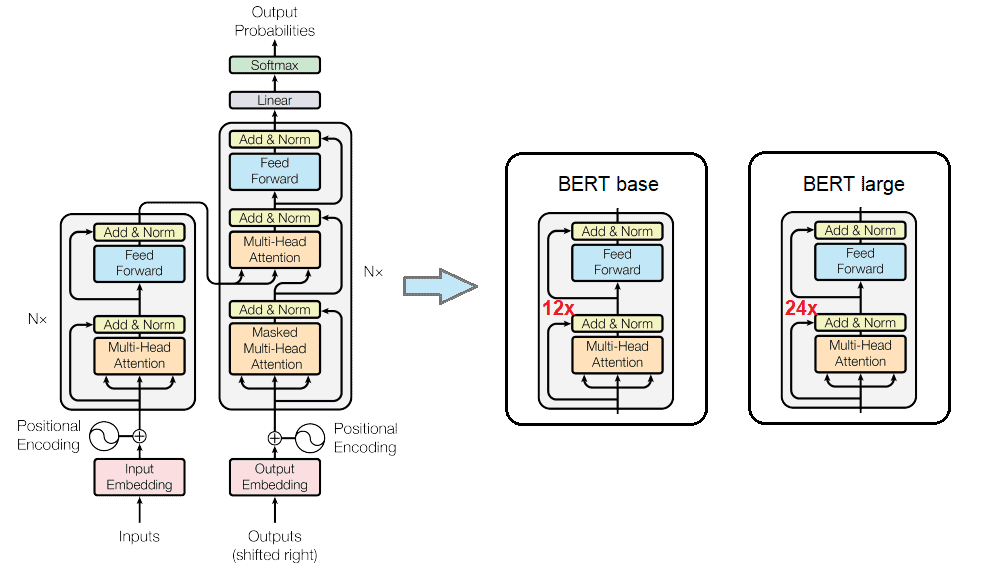 Output
Probabilities
Softmax
Linear
Add & Norm
Feed
Forward
Add & Norm
Multi-Head
Attention
Nx
Add & Norm
Masked
Multi-Head
Attention
Positional
Encoding
Output
Embedding
Outputs
(shifted right)
Add & Norm
Feed
Forward
Nx
Add & Norm
Multi-Head
Attention
Positional
Encoding
Input
Embedding
Inputs
BERT base
Add & Norm
Feed
Forward
12x
Add & Norm
Multi-Head
Attention
BERT large
Add & Norm
Feed
Forward
24x
Add & Norm
Multi-Head
Attention